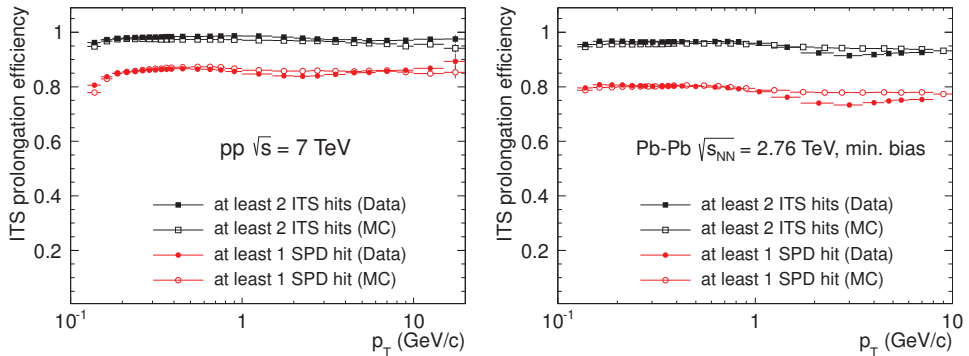 ITS prolongation efficiency
1
0.8
0.6
0.4
0.2
pp √s = 7 TeV
at least 2 ITS hits (Data)
at least 2 ITS hits (MC)
at least 1 SPD hit (Data)
at least 1 SPD hit (MC)
10⁻¹ 1 10
p_T (GeV/c)
ITS prolongation efficiency
1
0.8
0.6
0.4
0.2
Pb-Pb √s_NN = 2.76 TeV, min. bias
at least 2 ITS hits (Data)
at least 2 ITS hits (MC)
at least 1 SPD hit (Data)
at least 1 SPD hit (MC)
10⁻¹ 1 10
p_T (GeV/c)